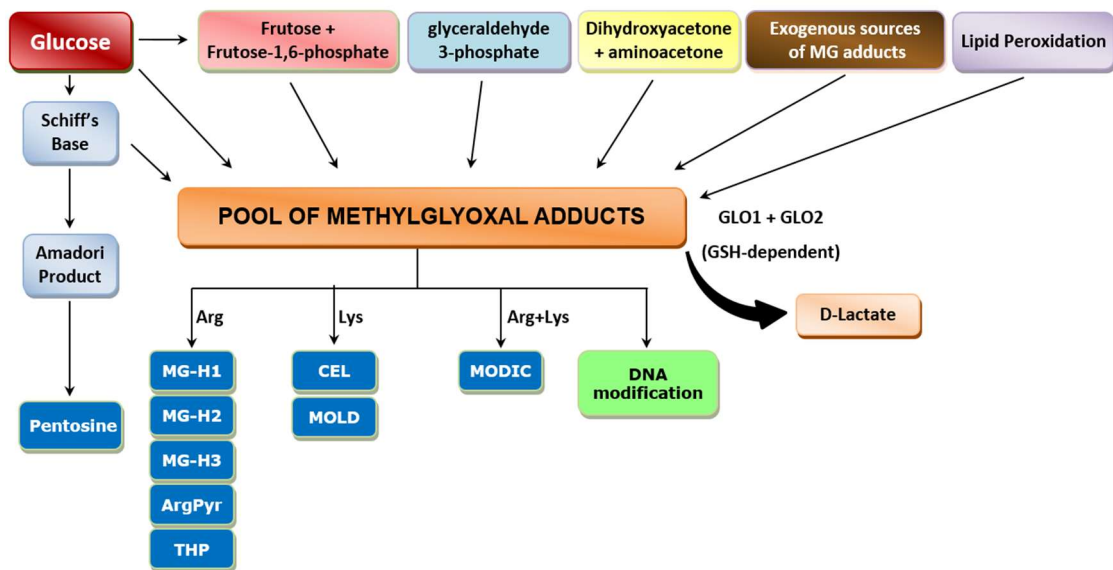 Glucose
Frutose +
Frutose-1,6-phosphate
glyceraldehyde
3-phosphate
Dihydroxyacetone
+ aminoacetone
Exogenous sources
of MG adducts
Lipid Peroxidation
Schiff's
Base
POOL OF METHYLGLYOXAL ADDUCTS
GLO1 + GLO2
(GSH-dependent)
Amadori
Product
D-Lactate
Arg
Lys
Arg+Lys
MG-H1
CEL
MODIC
DNA
modification
Pentosine
MG-H2
MOLD
MG-H3
ArgPyr
THP